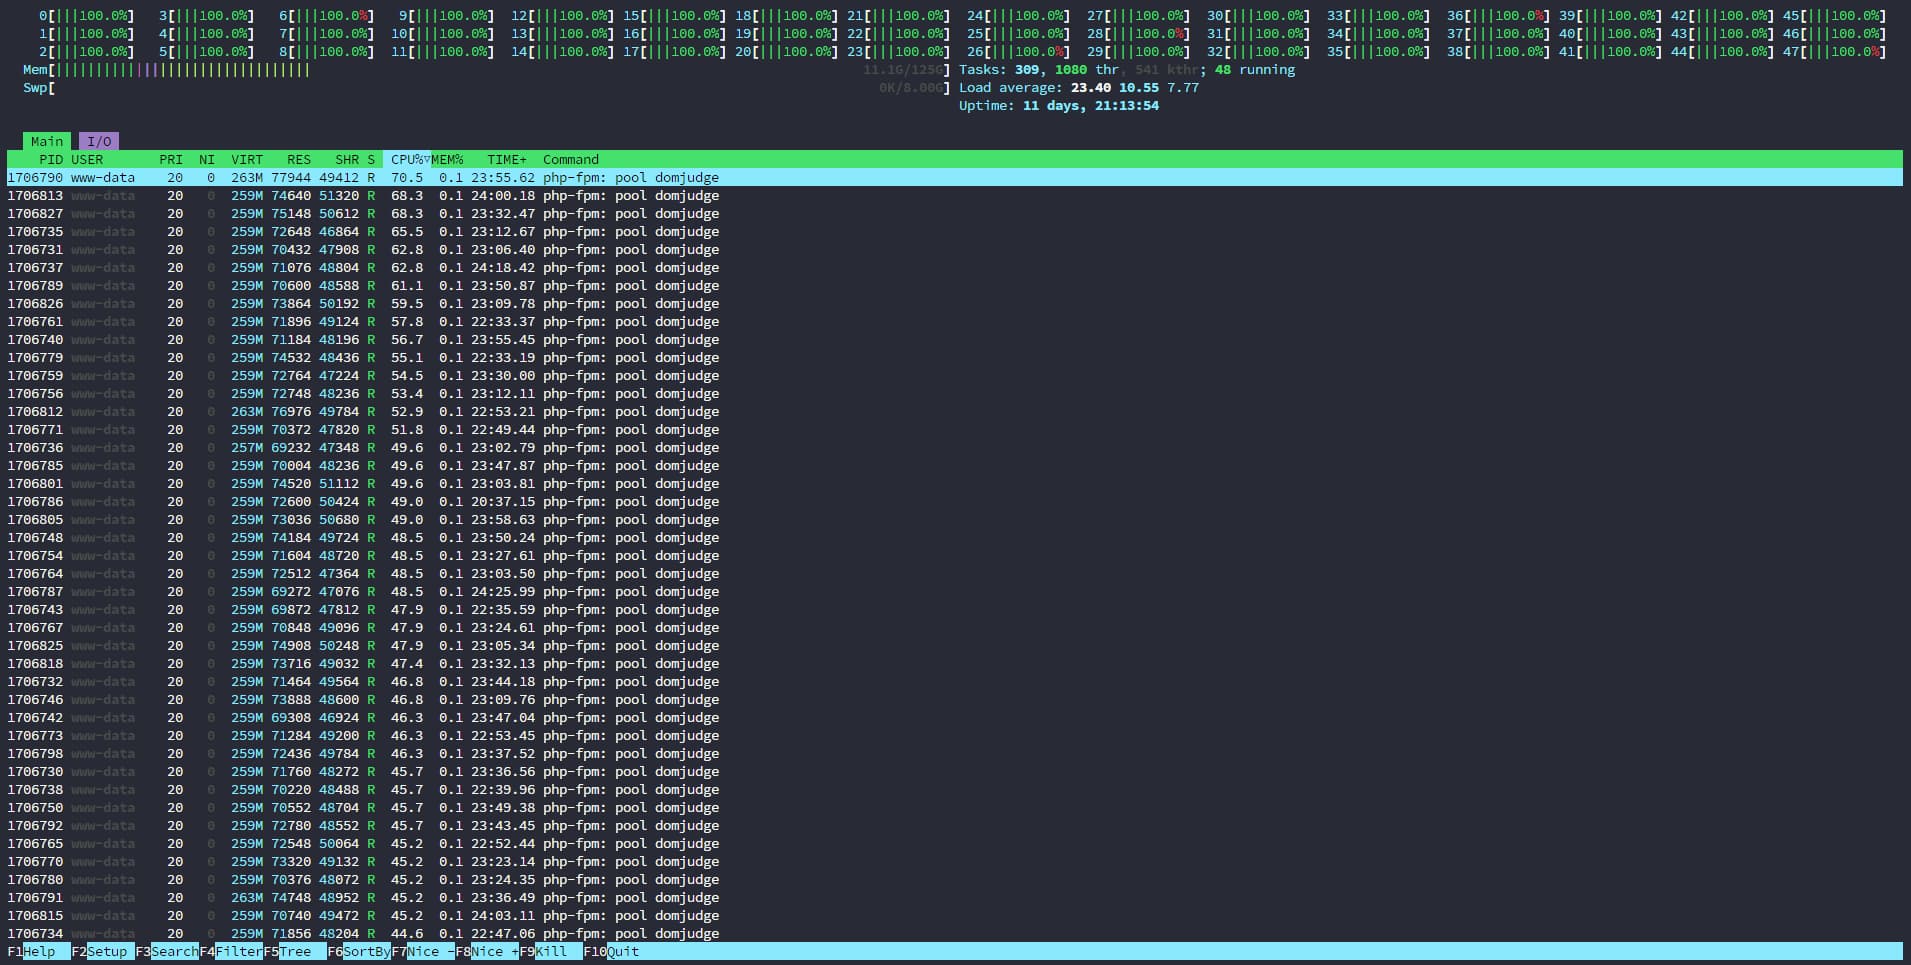 0[|||100.0%] 3[|||100.0%] 6[|||100.0%] 9[|||100.0%] 12[|||100.0%] 15[|||100.0%] 18[|||100.0%] 21[|||100.0%] 24[|||100.0%] 27[|||100.0%] 30[|||100.0%] 33[|||100.0%] 36[|||100.0%] 39[|||100.0%] 42[|||100.0%] 45[|||100.0%]
1[|||100.0%] 4[|||100.0%] 7[|||100.0%] 10[|||100.0%] 13[|||100.0%] 16[|||100.0%] 19[|||100.0%] 22[|||100.0%] 25[|||100.0%] 28[|||100.0%] 31[|||100.0%] 34[|||100.0%] 37[|||100.0%] 40[|||100.0%] 43[|||100.0%] 46[|||100.0%]
2[|||100.0%] 5[|||100.0%] 8[|||100.0%] 11[|||100.0%] 14[|||100.0%] 17[|||100.0%] 20[|||100.0%] 23[|||100.0%] 26[|||100.0%] 29[|||100.0%] 32[|||100.0%] 35[|||100.0%] 38[|||100.0%] 41[|||100.0%] 44[|||100.0%] 47[|||100.0%]
Mem[||||||||||||||||||||||||||||||||11.1G/125G] Tasks: 309, 1080 thr, 541 kthr; 48 running
Swp[0K/8.00G] Load average: 23.40 10.55 7.77
Uptime: 11 days, 21:13:54
Main I/O
PID USER PRI NI VIRT RES SHR S CPU%▽MEM% TIME+ Command
1706790 www-data 20 0 263M 77944 49412 R 70.5 0.1 23:55.62 php-fpm: pool domjudge
1706813 www-data 20 0 259M 74640 51320 R 68.3 0.1 24:00.18 php-fpm: pool domjudge
1706827 www-data 20 0 259M 75148 50612 R 68.3 0.1 23:32.47 php-fpm: pool domjudge
1706735 www-data 20 0 259M 72648 46864 R 65.5 0.1 23:12.67 php-fpm: pool domjudge
1706731 www-data 20 0 259M 70432 47908 R 62.8 0.1 23:06.40 php-fpm: pool domjudge
1706737 www-data 20 0 259M 71076 48804 R 62.8 0.1 24:18.42 php-fpm: pool domjudge
1706789 www-data 20 0 259M 70600 48588 R 61.1 0.1 23:50.87 php-fpm: pool domjudge
1706826 www-data 20 0 259M 73864 50192 R 59.5 0.1 23:09.78 php-fpm: pool domjudge
1706761 www-data 20 0 259M 71896 49124 R 57.8 0.1 22:33.37 php-fpm: pool domjudge
1706740 www-data 20 0 259M 71184 48196 R 56.7 0.1 23:55.45 php-fpm: pool domjudge
1706779 www-data 20 0 259M 74532 48436 R 55.1 0.1 22:33.19 php-fpm: pool domjudge
1706759 www-data 20 0 259M 72764 47224 R 54.5 0.1 23:30.00 php-fpm: pool domjudge
1706756 www-data 20 0 259M 72748 48236 R 53.4 0.1 23:12.11 php-fpm: pool domjudge
1706812 www-data 20 0 263M 76976 49784 R 52.9 0.1 22:53.21 php-fpm: pool domjudge
1706771 www-data 20 0 259M 70372 47820 R 51.8 0.1 22:49.44 php-fpm: pool domjudge
1706736 www-data 20 0 257M 69232 47348 R 49.6 0.1 23:02.79 php-fpm: pool domjudge
1706785 www-data 20 0 259M 70004 48236 R 49.6 0.1 23:47.87 php-fpm: pool domjudge
1706801 www-data 20 0 259M 74520 51112 R 49.6 0.1 23:03.81 php-fpm: pool domjudge
1706786 www-data 20 0 259M 72600 50424 R 49.0 0.1 20:37.15 php-fpm: pool domjudge
1706805 www-data 20 0 259M 73036 50680 R 49.0 0.1 23:58.63 php-fpm: pool domjudge
1706748 www-data 20 0 259M 74184 49724 R 48.5 0.1 23:50.24 php-fpm: pool domjudge
1706754 www-data 20 0 259M 71604 48720 R 48.5 0.1 23:27.61 php-fpm: pool domjudge
1706764 www-data 20 0 259M 72512 47364 R 48.5 0.1 23:03.50 php-fpm: pool domjudge
1706787 www-data 20 0 259M 69272 47076 R 48.5 0.1 24:25.99 php-fpm: pool domjudge
1706743 www-data 20 0 259M 69872 47812 R 47.9 0.1 22:35.59 php-fpm: pool domjudge
1706767 www-data 20 0 259M 70848 49096 R 47.9 0.1 23:24.61 php-fpm: pool domjudge
1706825 www-data 20 0 259M 74908 50248 R 47.9 0.1 23:05.34 php-fpm: pool domjudge
1706818 www-data 20 0 259M 73716 49032 R 47.4 0.1 23:32.13 php-fpm: pool domjudge
1706732 www-data 20 0 259M 71464 49564 R 46.8 0.1 23:44.18 php-fpm: pool domjudge
1706746 www-data 20 0 259M 73888 48600 R 46.8 0.1 23:09.76 php-fpm: pool domjudge
1706742 www-data 20 0 259M 69308 46924 R 46.3 0.1 23:47.04 php-fpm: pool domjudge
1706773 www-data 20 0 259M 71284 49200 R 46.3 0.1 22:53.45 php-fpm: pool domjudge
1706798 www-data 20 0 259M 72436 49784 R 46.3 0.1 23:37.52 php-fpm: pool domjudge
1706730 www-data 20 0 259M 71760 48272 R 45.7 0.1 23:36.56 php-fpm: pool domjudge
1706738 www-data 20 0 259M 70220 48488 R 45.7 0.1 22:39.96 php-fpm: pool domjudge
1706750 www-data 20 0 259M 70552 48704 R 45.7 0.1 23:49.38 php-fpm: pool domjudge
1706792 www-data 20 0 259M 72780 48552 R 45.7 0.1 23:43.45 php-fpm: pool domjudge
1706765 www-data 20 0 259M 72548 50064 R 45.2 0.1 22:52.44 php-fpm: pool domjudge
1706770 www-data 20 0 259M 73320 49132 R 45.2 0.1 23:23.14 php-fpm: pool domjudge
1706780 www-data 20 0 259M 70376 48072 R 45.2 0.1 23:24.35 php-fpm: pool domjudge
1706791 www-data 20 0 263M 74748 48952 R 45.2 0.1 23:36.49 php-fpm: pool domjudge
1706815 www-data 20 0 259M 70740 49472 R 45.2 0.1 24:03.11 php-fpm: pool domjudge
1706734 www-data 20 0 259M 71856 48204 R 44.6 0.1 22:47.06 php-fpm: pool domjudge
F1Help F2Setup F3SearchF4FilterF5Tree F6SortByF7Nice -F8Nice +F9Kill F10Quit